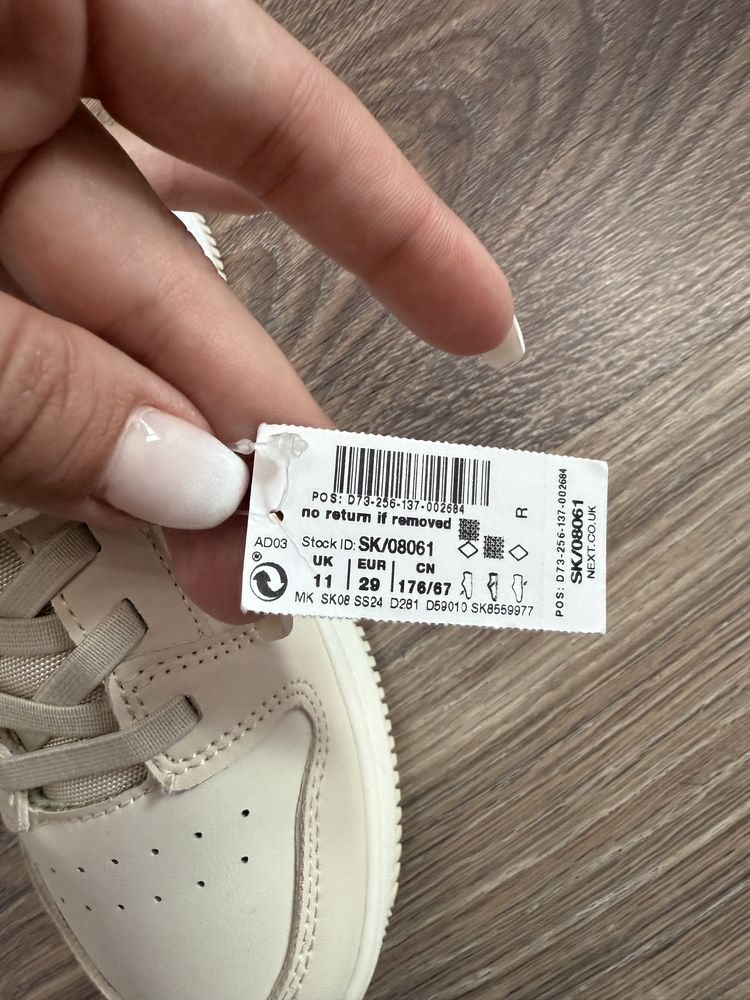 POS: D73-256-137-002684
no return if removed
R
AD03
Stock ID: SK/08061
UK EUR CN
11 29 176/67
MK SK08 SS24 D281 D59010 SK8559977
POS: D73-256-137-002684
SK/08061
NEXT.CO.UK